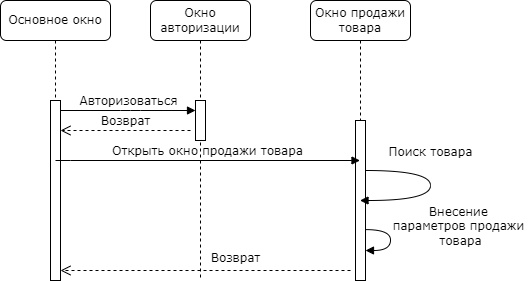 Основное окно
Окно
авторизации
Окно продажи
товара
Авторизоваться
Возврат
Открыть окно продажи товара
Поиск товара
Внесение
параметров продажи
товара
Возврат